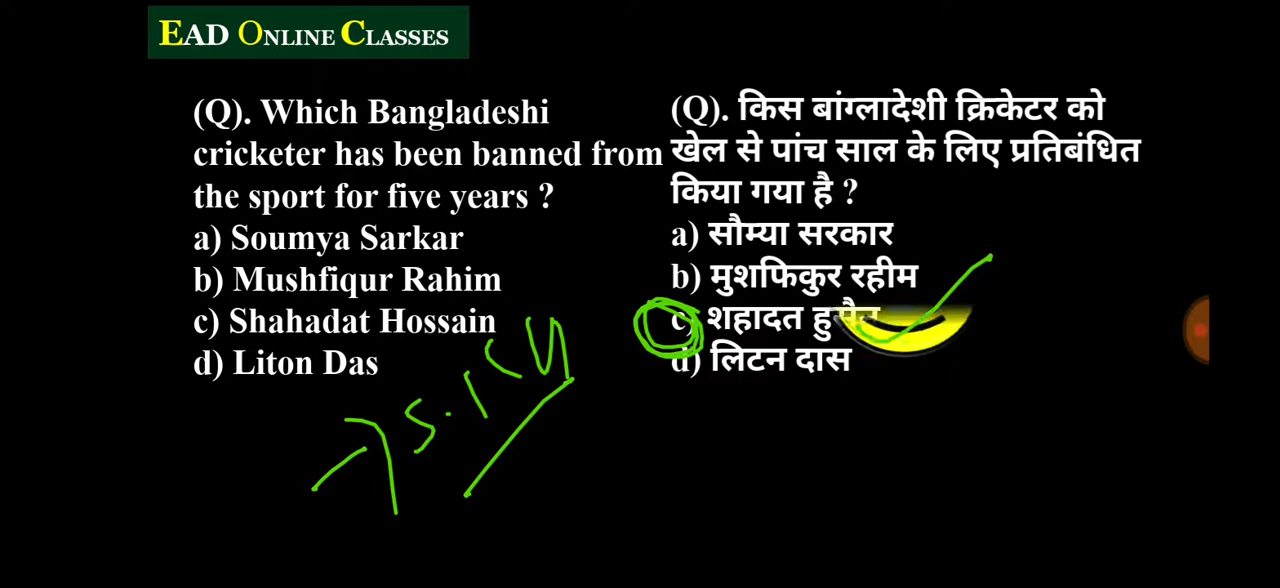 EAD ONLINE CLASSES
(Q). Which Bangladeshi
cricketer has been banned from
the sport for five years ?
a) Soumya Sarkar
b) Mushfiqur Rahim
c) Shahadat Hossain
d) Liton Das
(Q). किस बांग्लादेशी क्रिकेटर को
खेल से पांच साल के लिए प्रतिबंधित
किया गया है ?
a) सौम्या सरकार
b) मुशफिकुर रहीम
c) शहादत हुसैन
d) लिटन दास